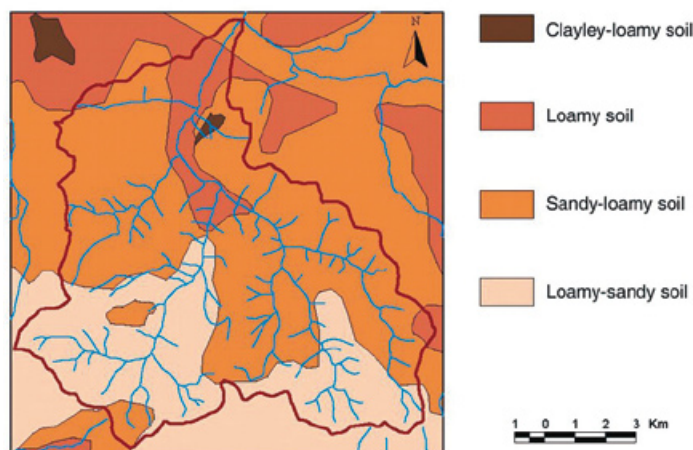 N
Clayley-loamy soil
Loamy soil
Sandy-loamy soil
Loamy-sandy soil
1 0 1 2 3 Km